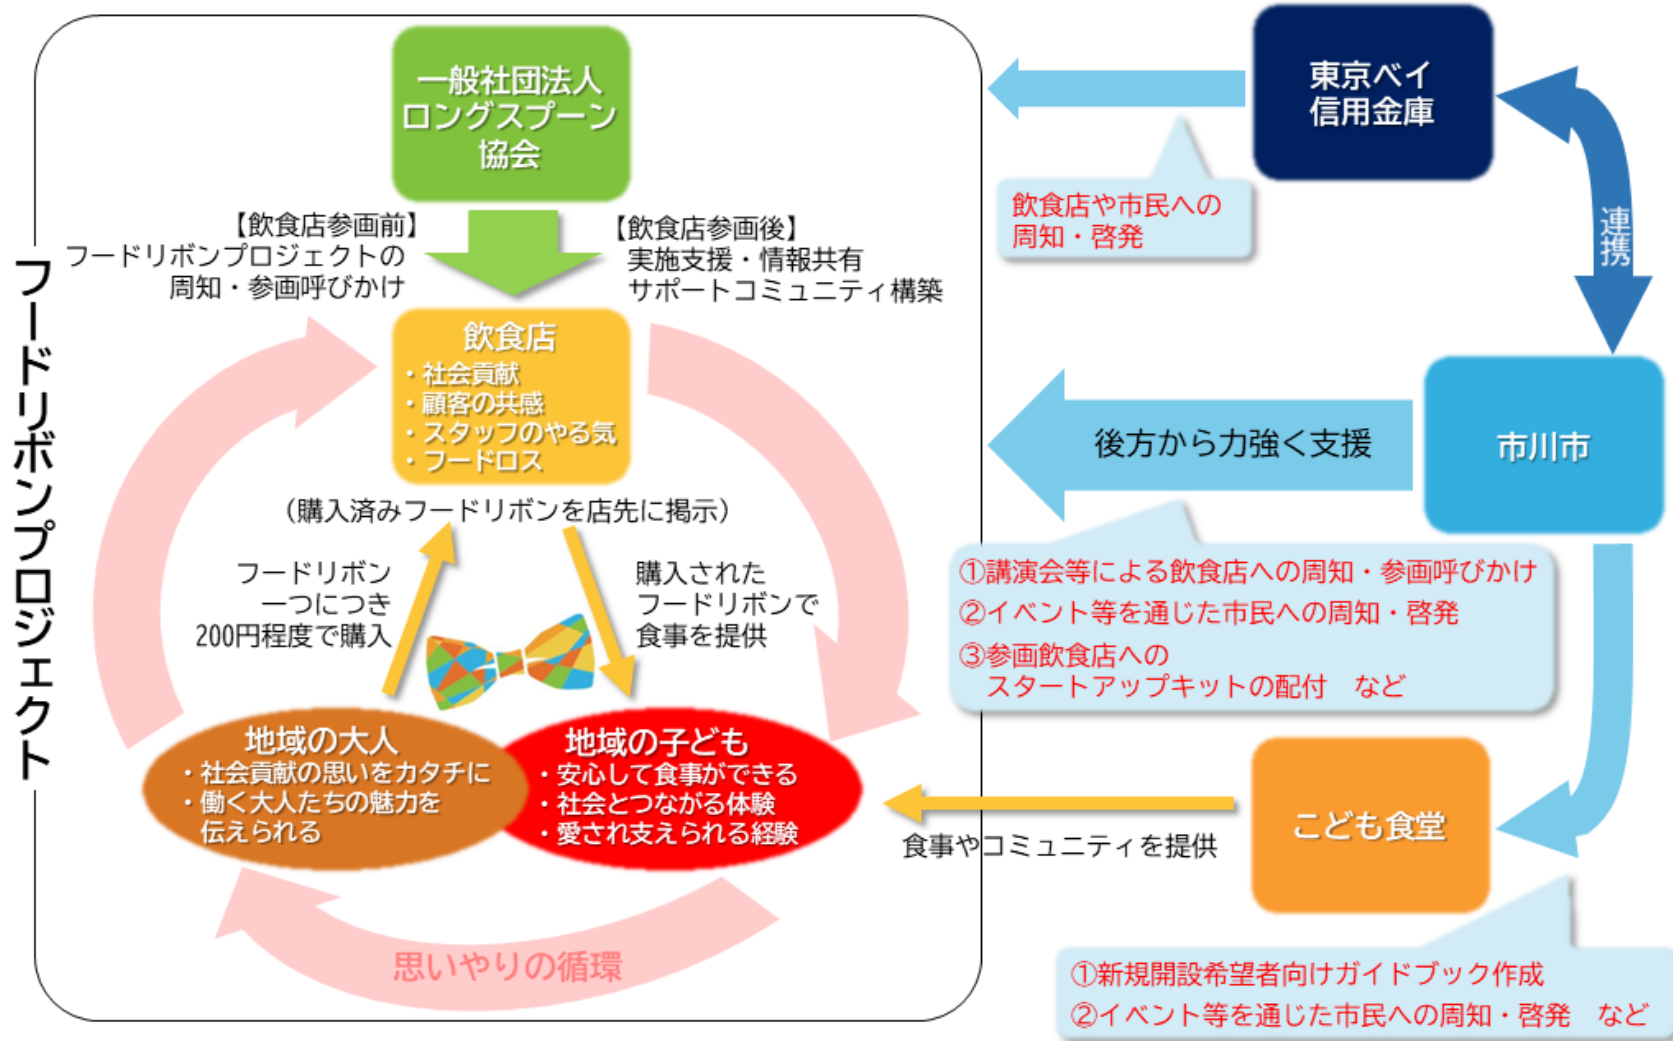 フードリボンプロジェクト
一般社団法人
ロングスプーン
協会
【飲食店参画前】
フードリボンプロジェクトの
周知・参画呼びかけ
【飲食店参画後】
実施支援・情報共有
サポートコミュニティ構築
飲食店
・社会貢献
・顧客の共感
・スタッフのやる気
・フードロス
（購入済みフードリボンを店先に掲示）
フードリボン
一つにつき
200円程度で購入
購入された
フードリボンで
食事を提供
地域の大人
・社会貢献の思いをカタチに
・働く大人たちの魅力を
伝えられる
地域の子ども
・安心して食事ができる
・社会とつながる体験
・愛され支えられる経験
思いやりの循環
東京ベイ
信用金庫
飲食店や市民への
周知・啓発
連携
市川市
後方から力強く支援
①講演会等による飲食店への周知・参画呼びかけ
②イベント等を通じた市民への周知・啓発
③参画飲食店への
スタートアップキットの配付　など
こども食堂
食事やコミュニティを提供
①新規開設希望者向けガイドブック作成
②イベント等を通じた市民への周知・啓発　など